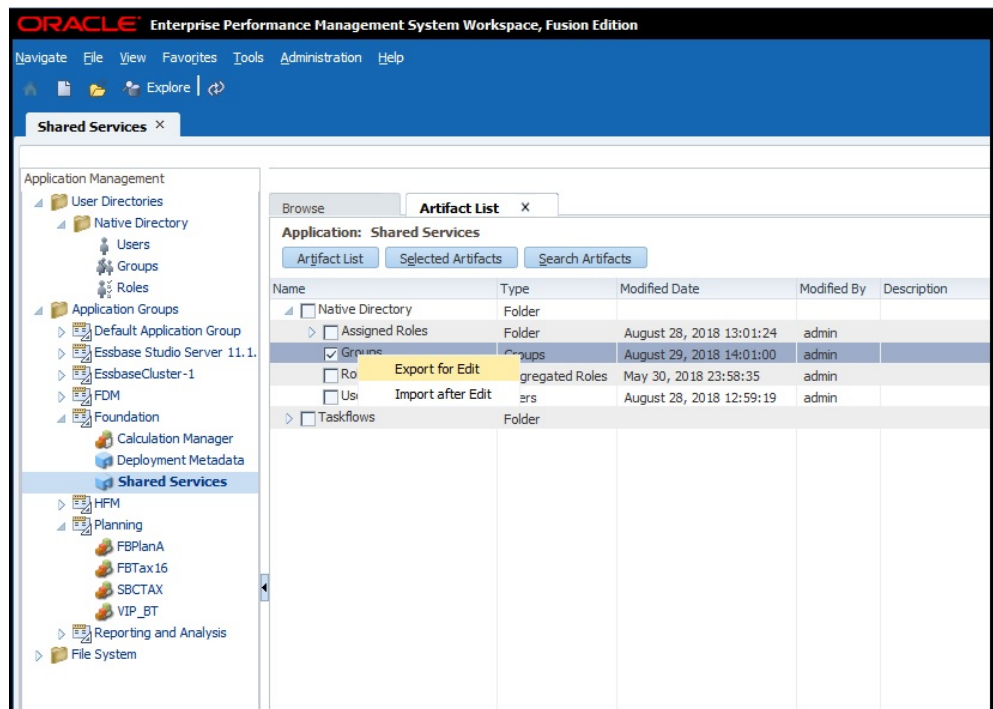 ORACLE Enterprise Performance Management System Workspace, Fusion Edition
Navigate File View Favorites Tools Administration Help
Explore
Shared Services ×
Application Management
User Directories
Native Directory
Users
Groups
Roles
Application Groups
Default Application Group
Essbase Studio Server 11.1.
EssbaseCluster-1
FDM
Foundation
Calculation Manager
Deployment Metadata
Shared Services
HFM
Planning
FBPlanA
FBTax16
SBCTAX
VIP_BT
Reporting and Analysis
File System
Browse Artifact List X
Application: Shared Services
Artifact List Selected Artifacts Search Artifacts
Name Type Modified Date Modified By Description
Native Directory Folder
Assigned Roles Folder August 28, 2018 13:01:24 admin
Groups Groups August 29, 2018 14:01:00 admin
Ro gregated Roles May 30, 2018 23:58:35 admin
Us ers August 28, 2018 12:59:19 admin
Taskflows Folder
Export for Edit
Import after Edit